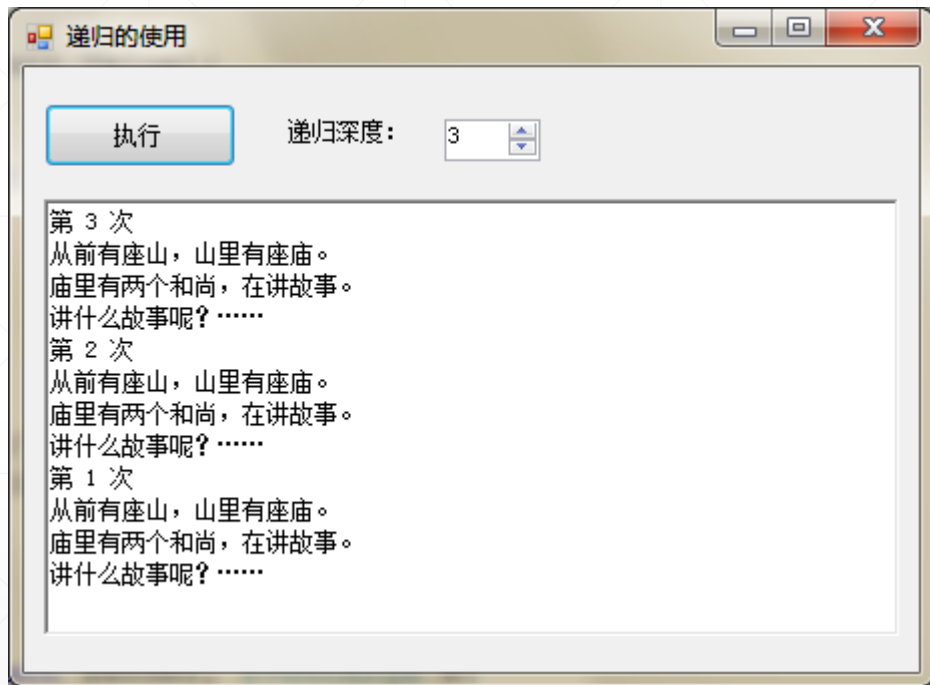 递归的使用
执行
递归深度：
3
第 3 次
从前有座山，山里有座庙。
庙里有两个和尚，在讲故事。
讲什么故事呢？……
第 2 次
从前有座山，山里有座庙。
庙里有两个和尚，在讲故事。
讲什么故事呢？……
第 1 次
从前有座山，山里有座庙。
庙里有两个和尚，在讲故事。
讲什么故事呢？……